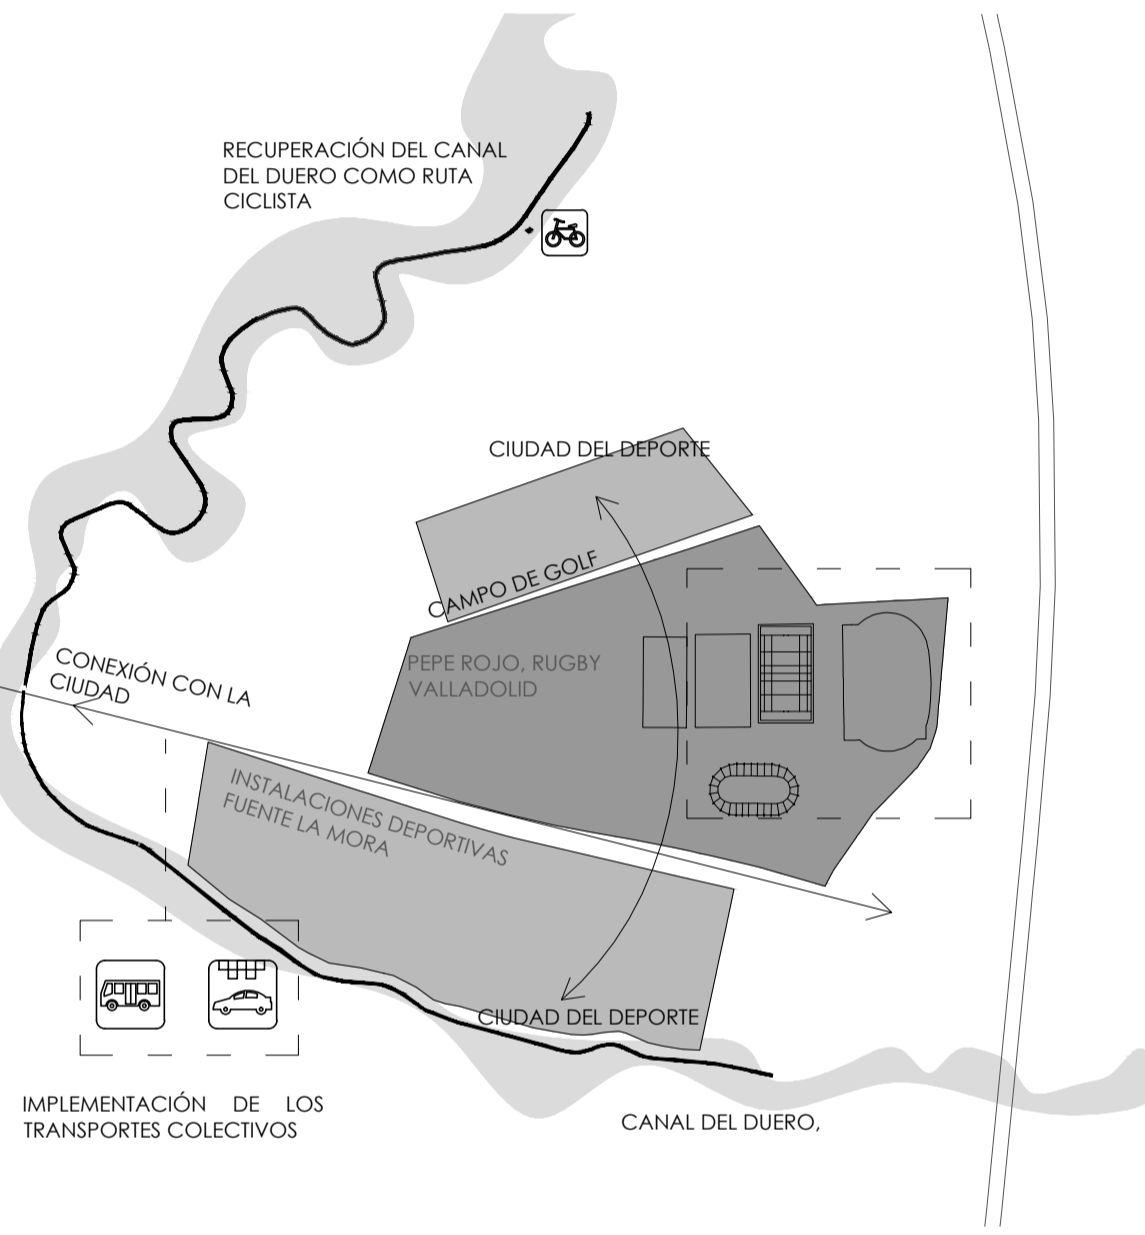 RECUPERACIÓN DEL CANAL
DEL DUERO COMO RUTA
CICLISTA
CIUDAD DEL DEPORTE
CAMPO DE GOLF
PEPE ROJO, RUGBY
VALLADOLID
CONEXIÓN CON LA
CIUDAD
INSTALACIONES DEPORTIVAS
FUENTE LA MORA
CIUDAD DEL DEPORTE
IMPLEMENTACIÓN DE LOS
TRANSPORTES COLECTIVOS
CANAL DEL DUERO,